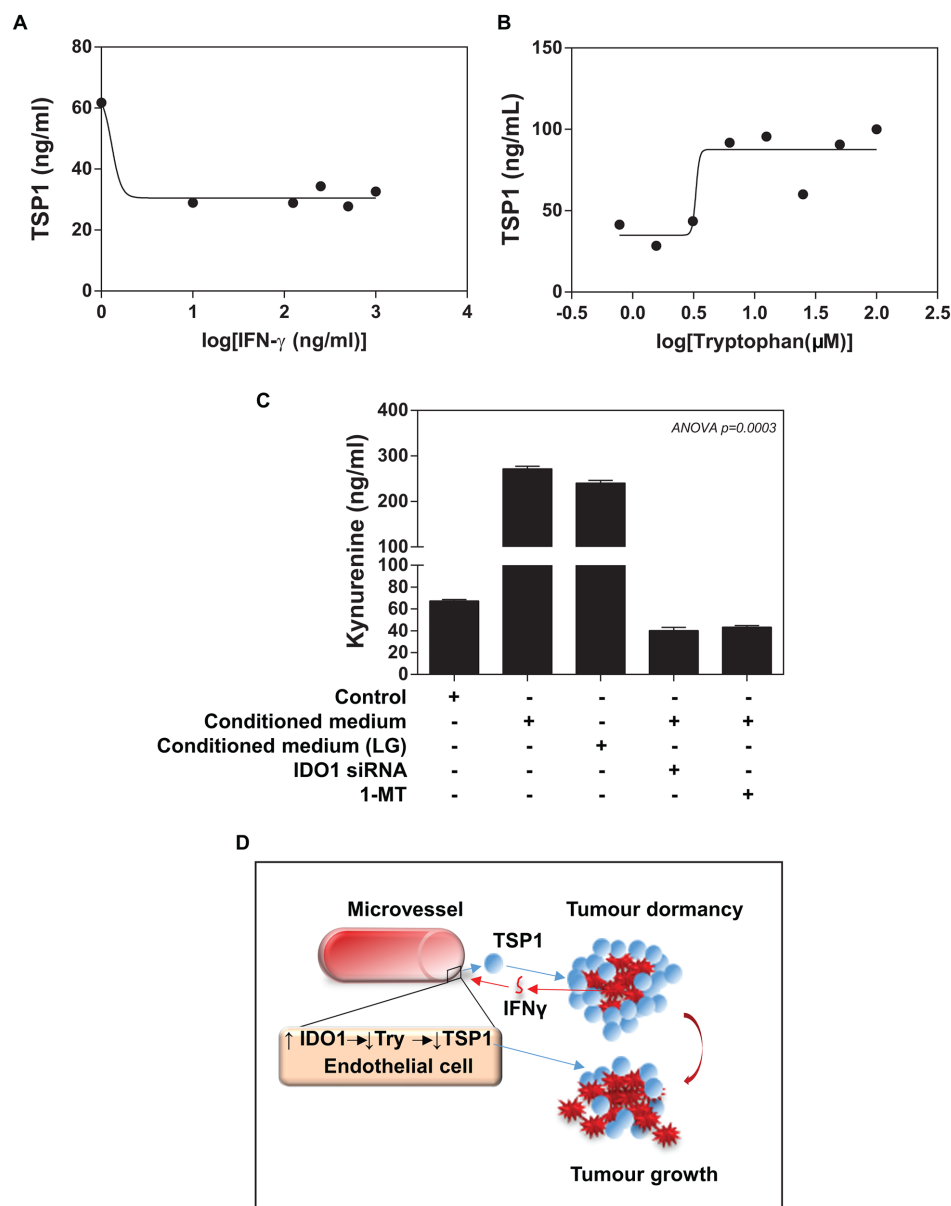 A
80
60
40
20
0
TSP1 (ng/ml)
0 1 2 3 4
log[IFN-γ (ng/ml)]
B
150
100
50
0
TSP1 (ng/mL)
-0.5 0.0 0.5 1.0 1.5 2.0 2.5
log[Tryptophan(μM)]
C
400
300
200
100
100
80
60
40
20
0
Kynurenine (ng/ml)
ANOVA p=0.0003
Control + - - - -
Conditioned medium - + - + +
Conditioned medium (LG) - - + - -
IDO1 siRNA - - - + -
1-MT - - - - +
D
Microvessel
Tumour dormancy
TSP1
IFNγ
↑ IDO1→↓Try →↓TSP1
Endothelial cell
Tumour growth